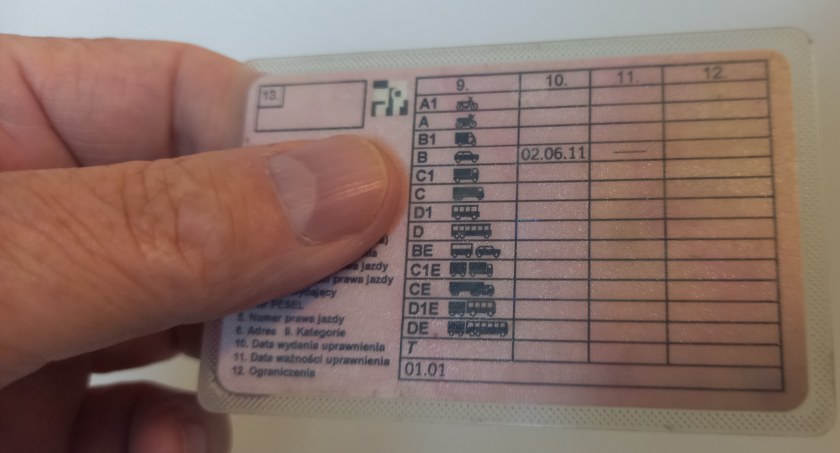 13.
9. 10. 11. 12.
A1
A
B1
B 02.06.11 —
C1
C
D1
D
BE
C1E
CE
D1E
DE
T
01.01
jazdy
prawa jazdy
PESEL
5. Numer prawa jazdy
8. Adres 9. Kategorie
10. Data wydania uprawnienia
11. Data ważności uprawnienia
12. Ograniczenia